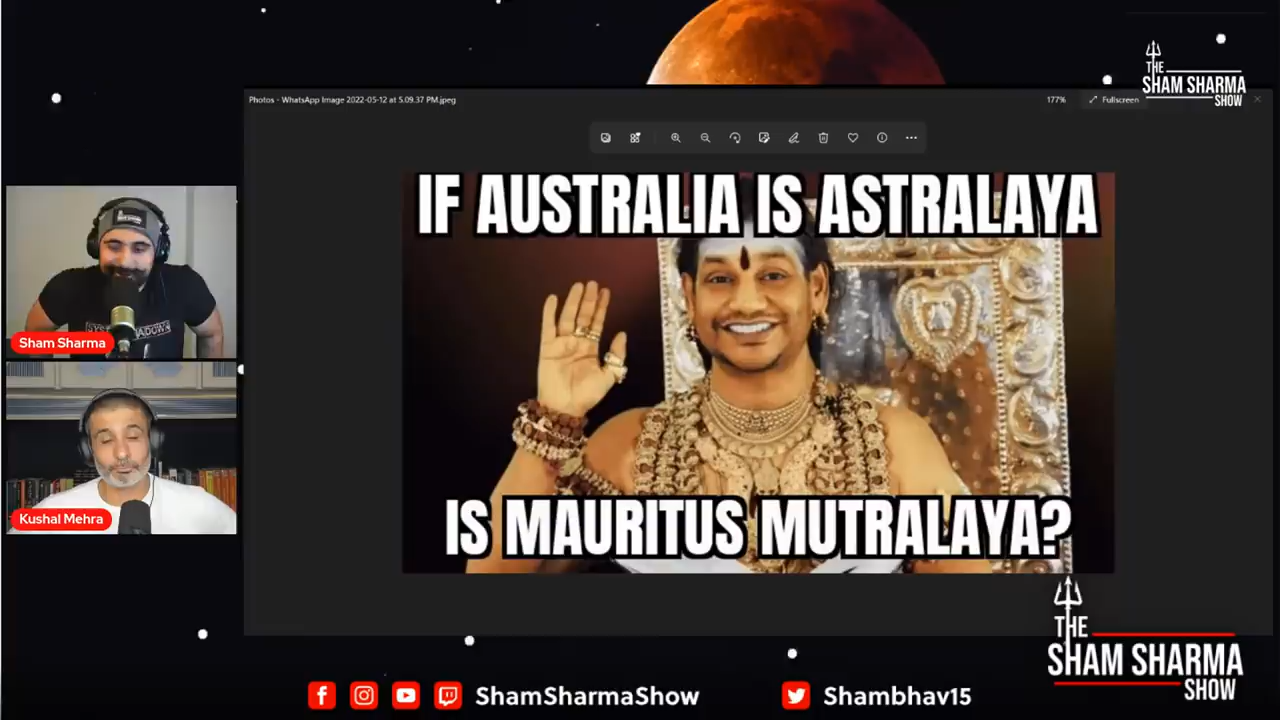 THE
SHAM SHARMA
SHOW
Photos - WhatsApp Image 2022-05-12 at 5.09.37 PM.jpeg
177%
Fullscreen
IF AUSTRALIA IS ASTRALAYA
IS MAURITUS MUTRALAYA?
Sham Sharma
Kushal Mehra
THE
SHAM SHARMA
SHOW
ShamSharmaShow
Shambhav15